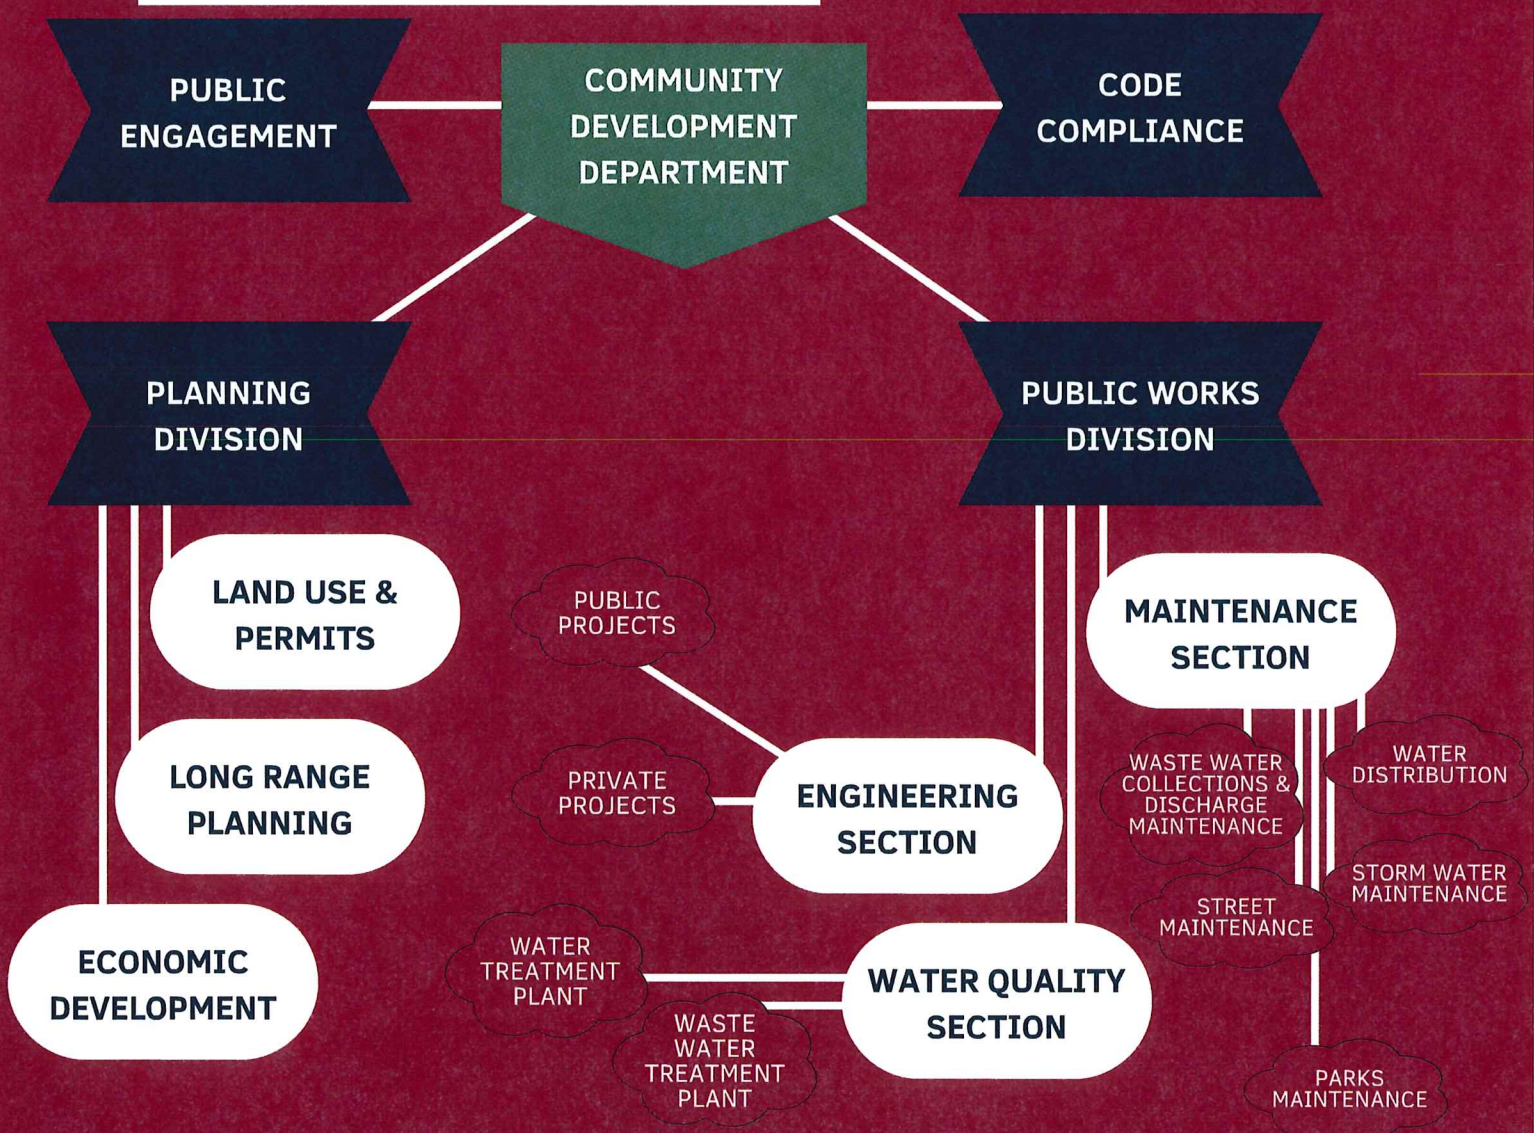 PUBLIC
ENGAGEMENT
COMMUNITY
DEVELOPMENT
DEPARTMENT
CODE
COMPLIANCE
PLANNING
DIVISION
PUBLIC WORKS
DIVISION
LAND USE &
PERMITS
LONG RANGE
PLANNING
ECONOMIC
DEVELOPMENT
PUBLIC
PROJECTS
PRIVATE
PROJECTS
ENGINEERING
SECTION
WATER
TREATMENT
PLANT
WASTE
WATER
TREATMENT
PLANT
WATER QUALITY
SECTION
MAINTENANCE
SECTION
WASTE WATER
COLLECTIONS &
DISCHARGE
MAINTENANCE
WATER
DISTRIBUTION
STREET
MAINTENANCE
STORM WATER
MAINTENANCE
PARKS
MAINTENANCE